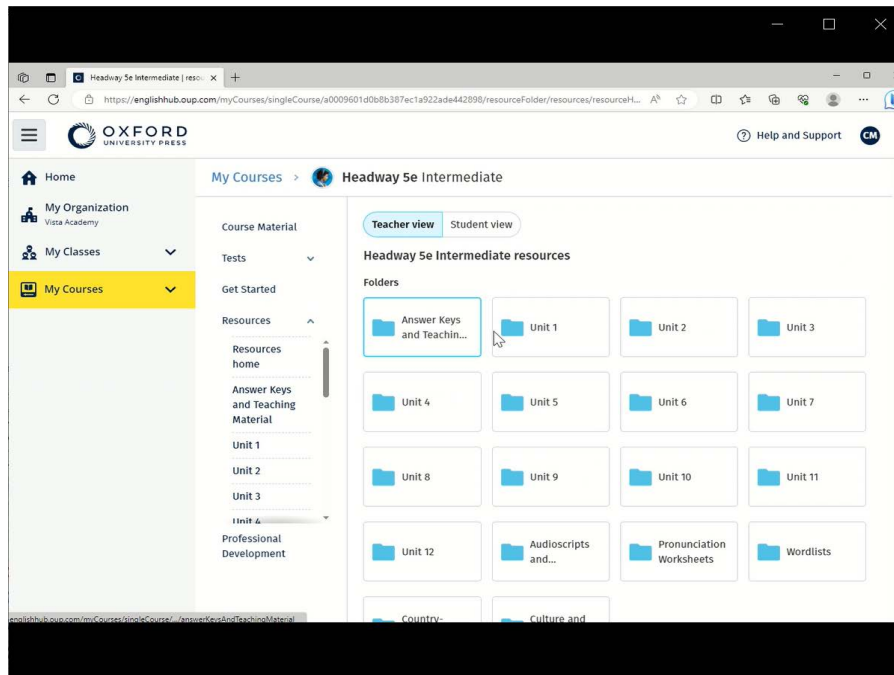 Headway 5e Intermediate | resou
https://englishhub.oup.com/myCourses/singleCourse/a0009601d0b8b387ec1a922ade442898/resourceFolder/resources/resourceH...
OXFORD
UNIVERSITY PRESS
Help and Support
CM
Home
My Organization
Vista Academy
My Classes
My Courses
My Courses > Headway 5e Intermediate
Course Material
Tests
Get Started
Resources
Resources
home
Answer Keys
and Teaching
Material
Unit 1
Unit 2
Unit 3
Unit 4
Professional
Development
Teacher view
Student view
Headway 5e Intermediate resources
Folders
Answer Keys
and Teachin...
Unit 1
Unit 2
Unit 3
Unit 4
Unit 5
Unit 6
Unit 7
Unit 8
Unit 9
Unit 10
Unit 11
Unit 12
Audioscripts
and...
Pronunciation
Worksheets
Wordlists
Country-
Culture and
englishhub.oup.com/myCourses/singleCourse/.../answerKeysAndTeachingMaterial